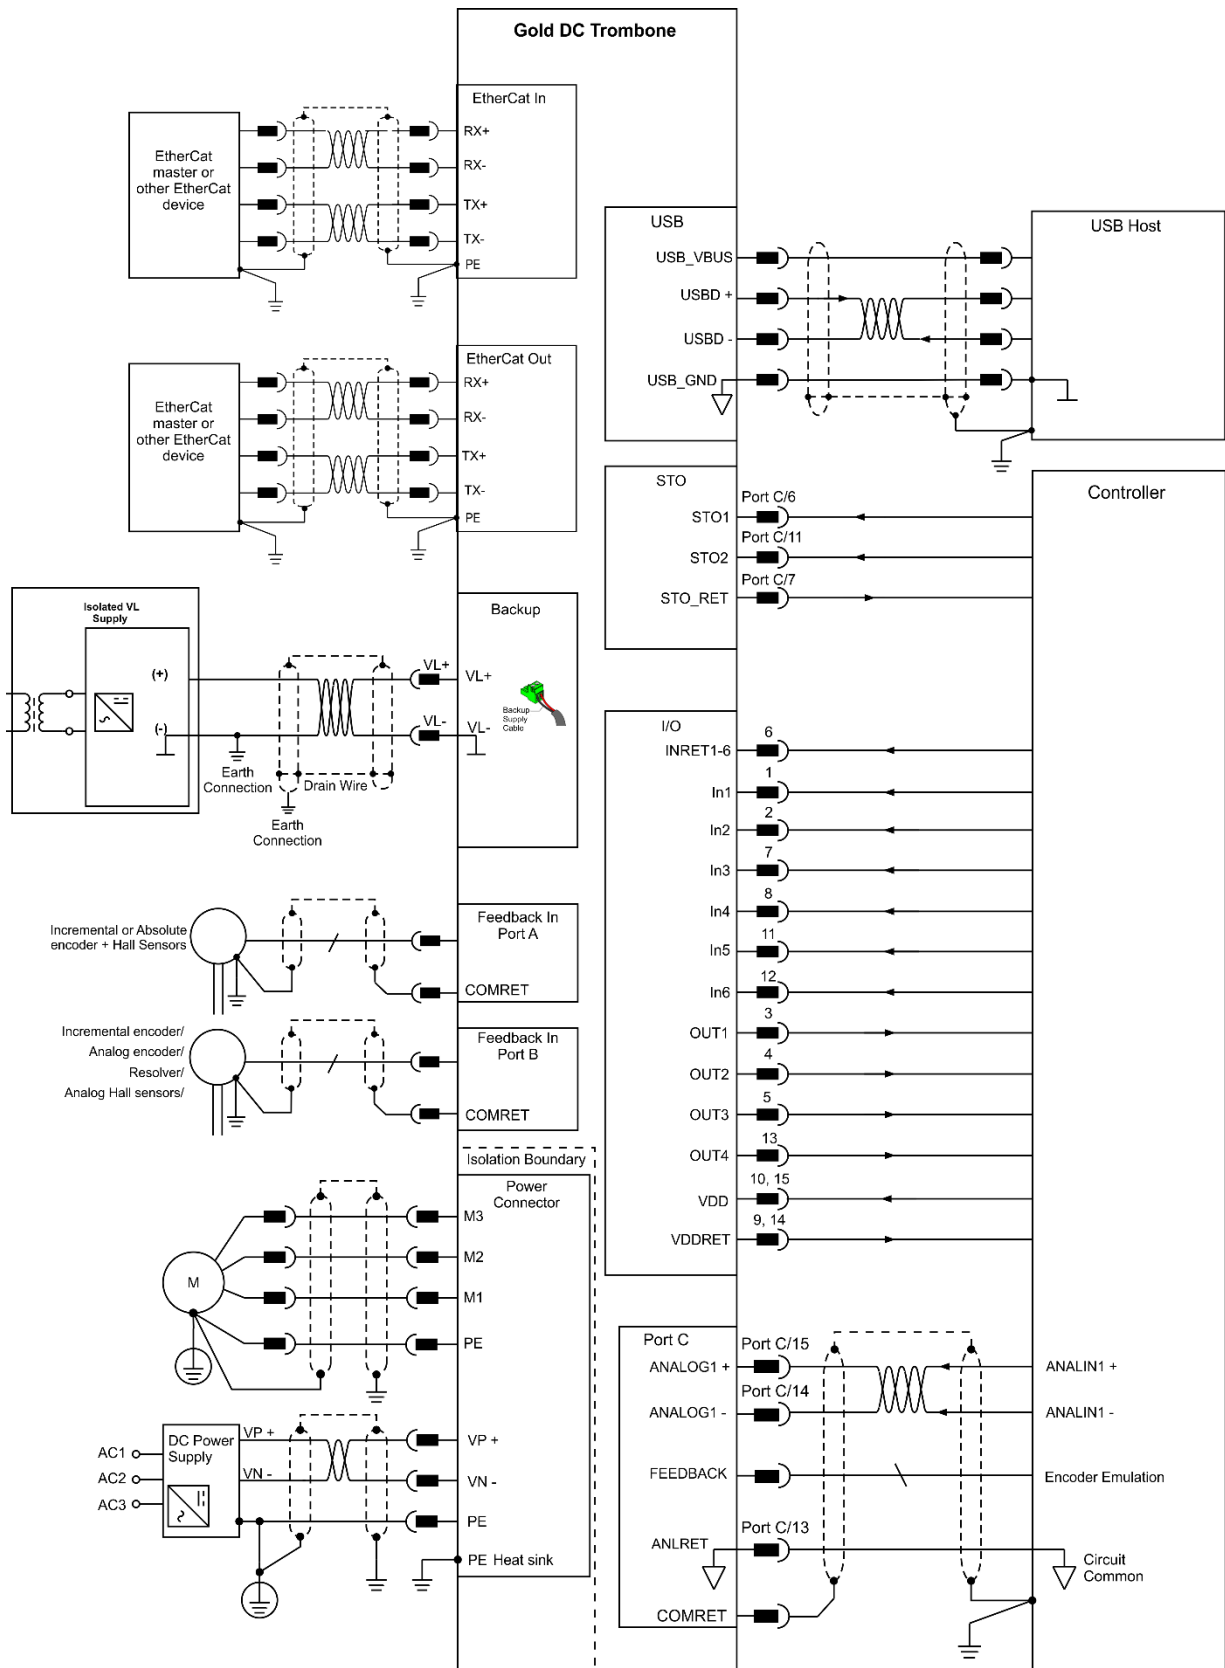 Gold DC Trombone
EtherCat In
EtherCat
master or
other EtherCat
device
RX+
RX-
TX+
TX-
PE
EtherCat Out
EtherCat
master or
other EtherCat
device
RX+
RX-
TX+
TX-
PE
Isolated VL
Supply
(+)
(-)
Earth
Connection
Drain Wire
Earth
Connection
VL+
VL-
Backup
VL+
VL-
Backup
Supply
Cable
Incremental or Absolute
encoder + Hall Sensors
Feedback In
Port A
COMRET
Incremental encoder/
Analog encoder/
Resolver/
Analog Hall sensors/
Feedback In
Port B
COMRET
Isolation Boundary
Power
Connector
M
M3
M2
M1
PE
AC1
AC2
AC3
DC Power
Supply
VP +
VN -
VP +
VN -
PE
PE Heat sink
USB
USB_VBUS
USBD +
USBD -
USB_GND
USB Host
STO
STO1
Port C/6
STO2
Port C/11
STO_RET
Port C/7
Controller
I/O
INRET1-6
6
In1
1
In2
2
In3
7
In4
8
In5
11
In6
12
OUT1
3
OUT2
4
OUT3
5
OUT4
13
VDD
10, 15
VDDRET
9, 14
Port C
ANALOG1 +
Port C/15
ANALIN1 +
ANALOG1 -
Port C/14
ANALIN1 -
FEEDBACK
Encoder Emulation
ANLRET
Port C/13
Circuit
Common
COMRET